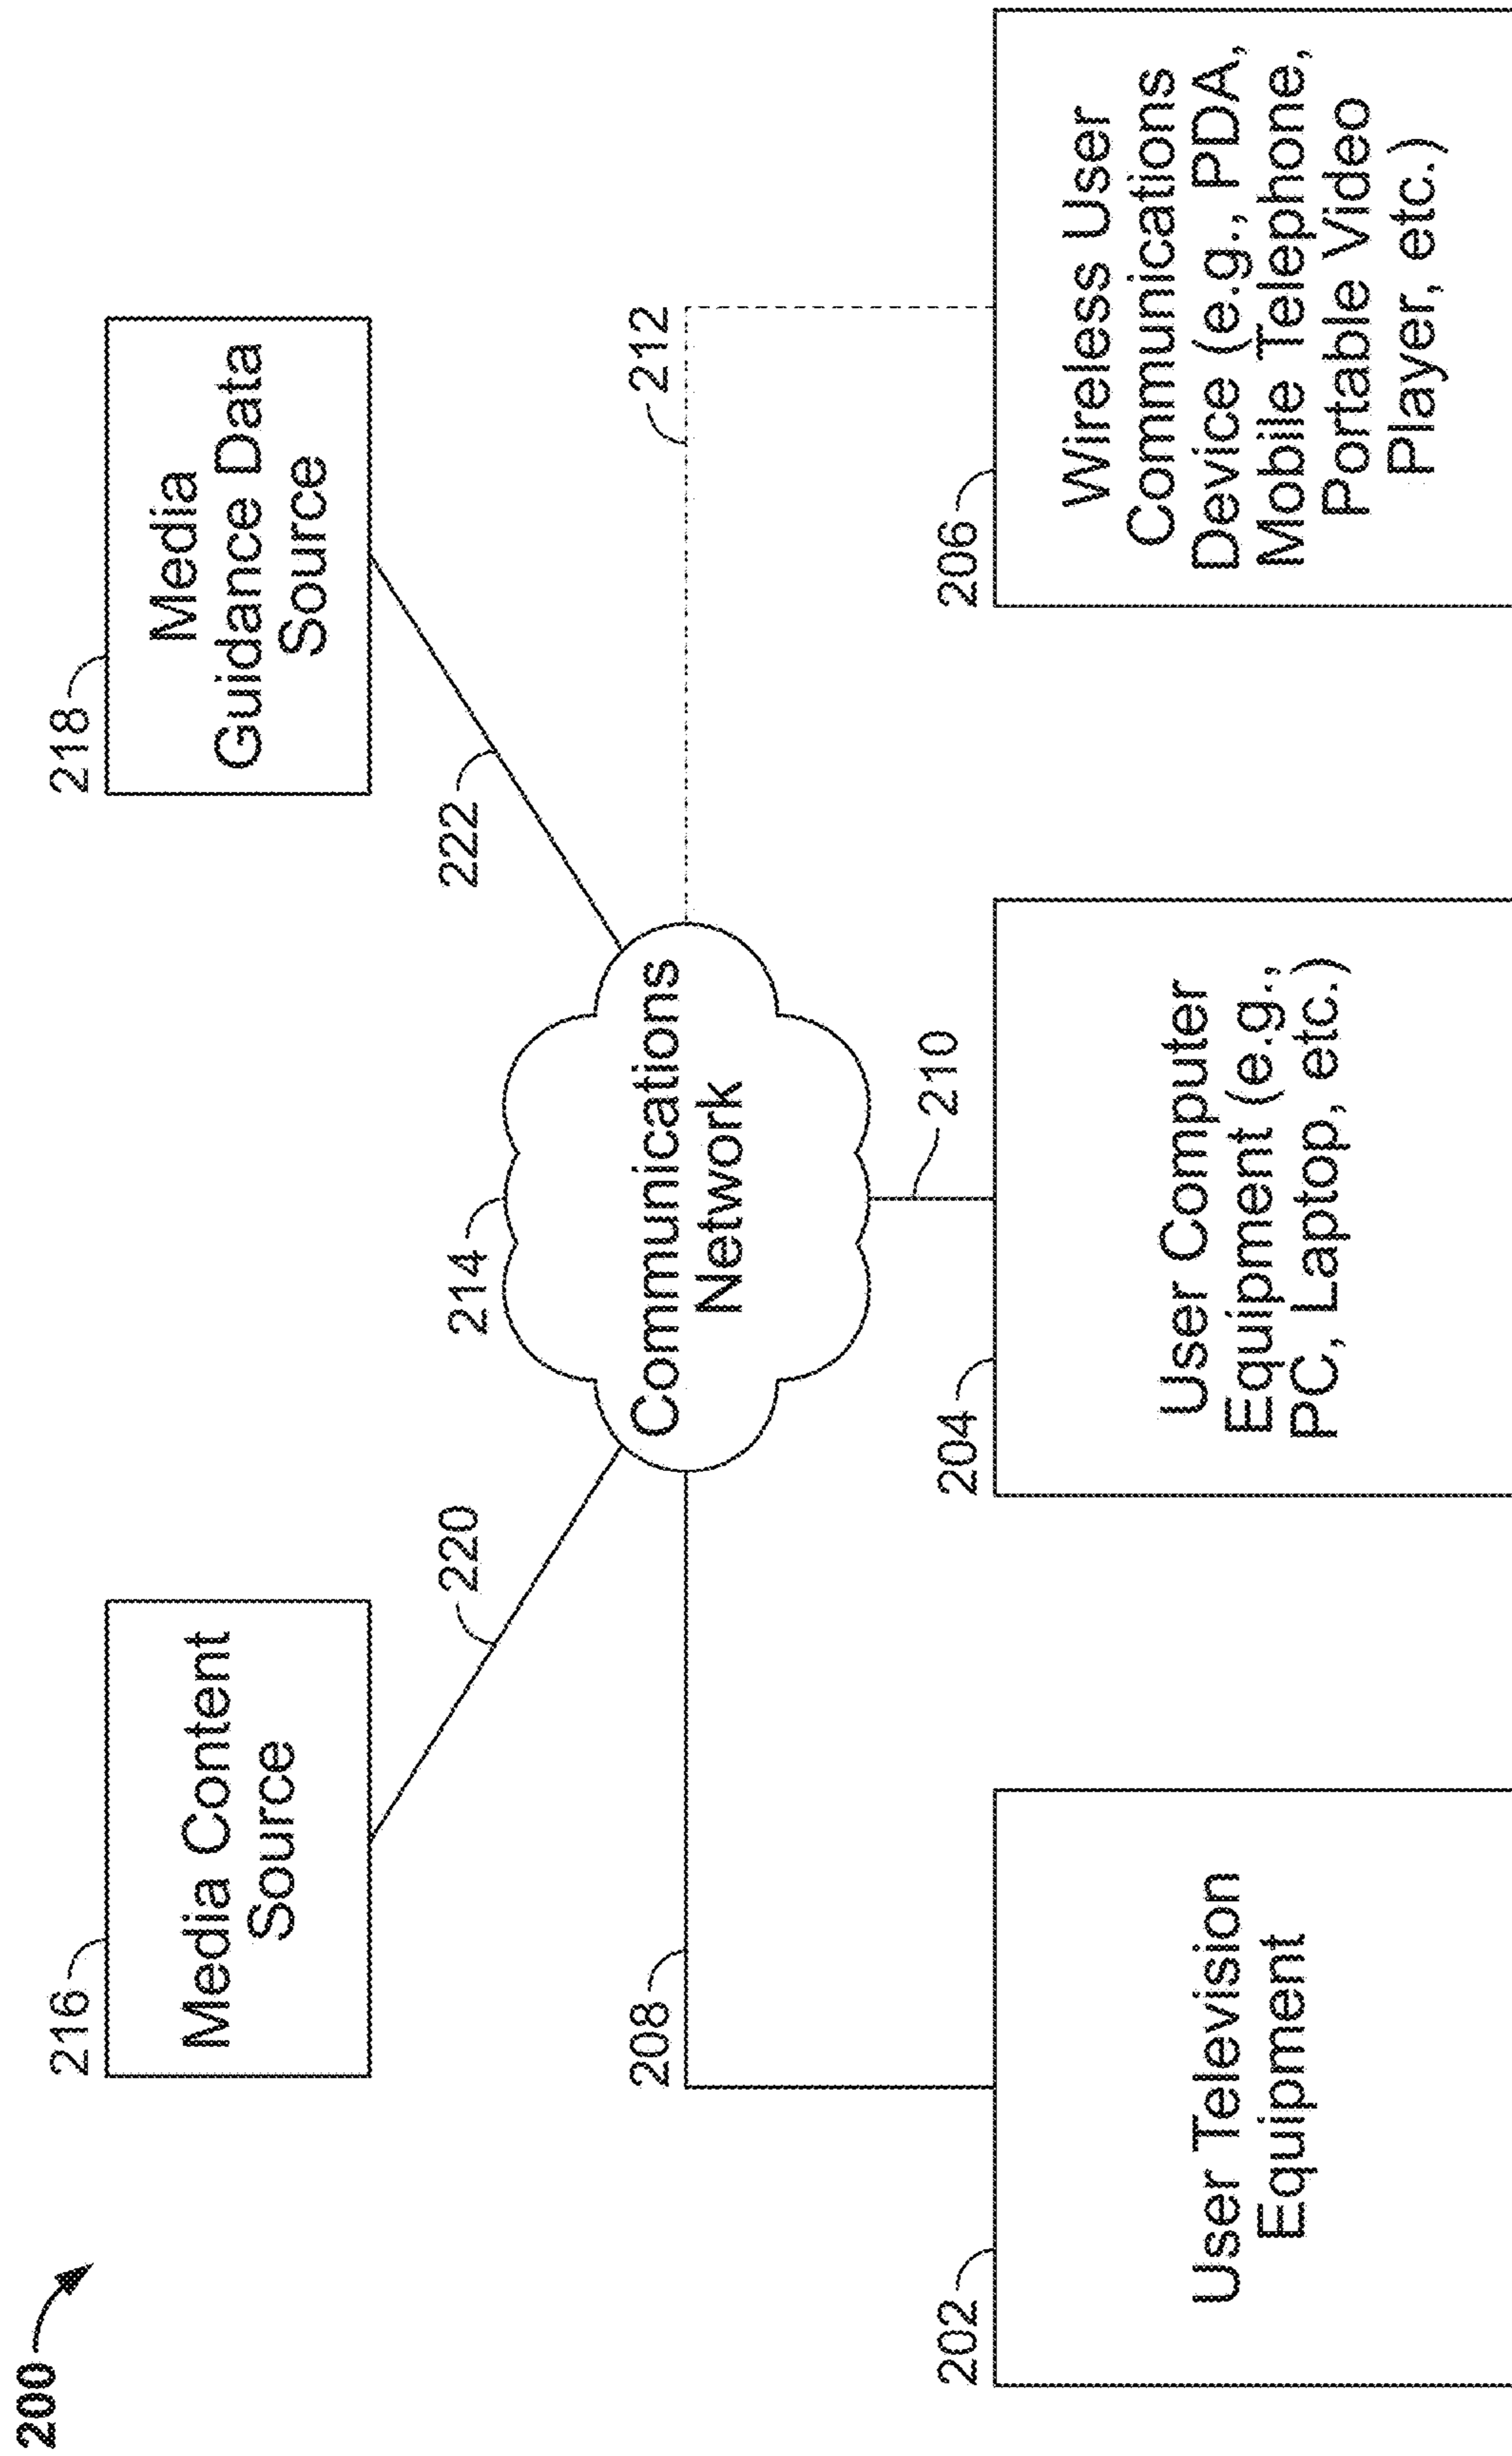 200
216
Media Content
Source
218
Media
Guidance Data
Source
220
222
214
Communications
Network
208
212
210
202
User Television
Equipment
204
User Computer
Equipment (e.g.,
PC, Laptop, etc.)
206
Wireless User
Communications
Device (e.g., PDA,
Mobile Telephone,
Portable Video
Player, etc.)